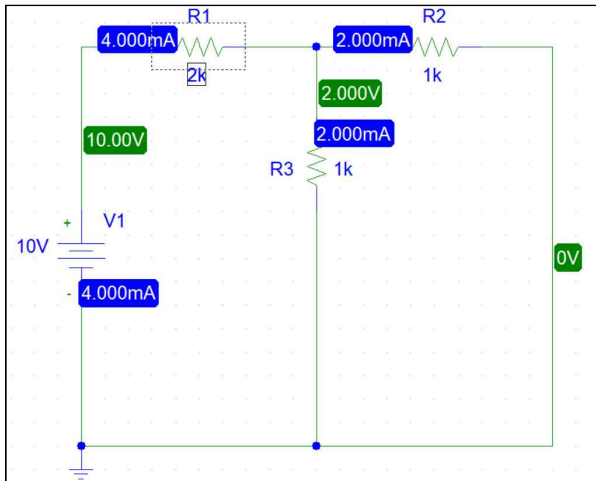 R1
R2
4.000mA
2.000mA
2k
1k
2.000V
2.000mA
10.00V
R3
1k
+
V1
10V
0V
-
4.000mA